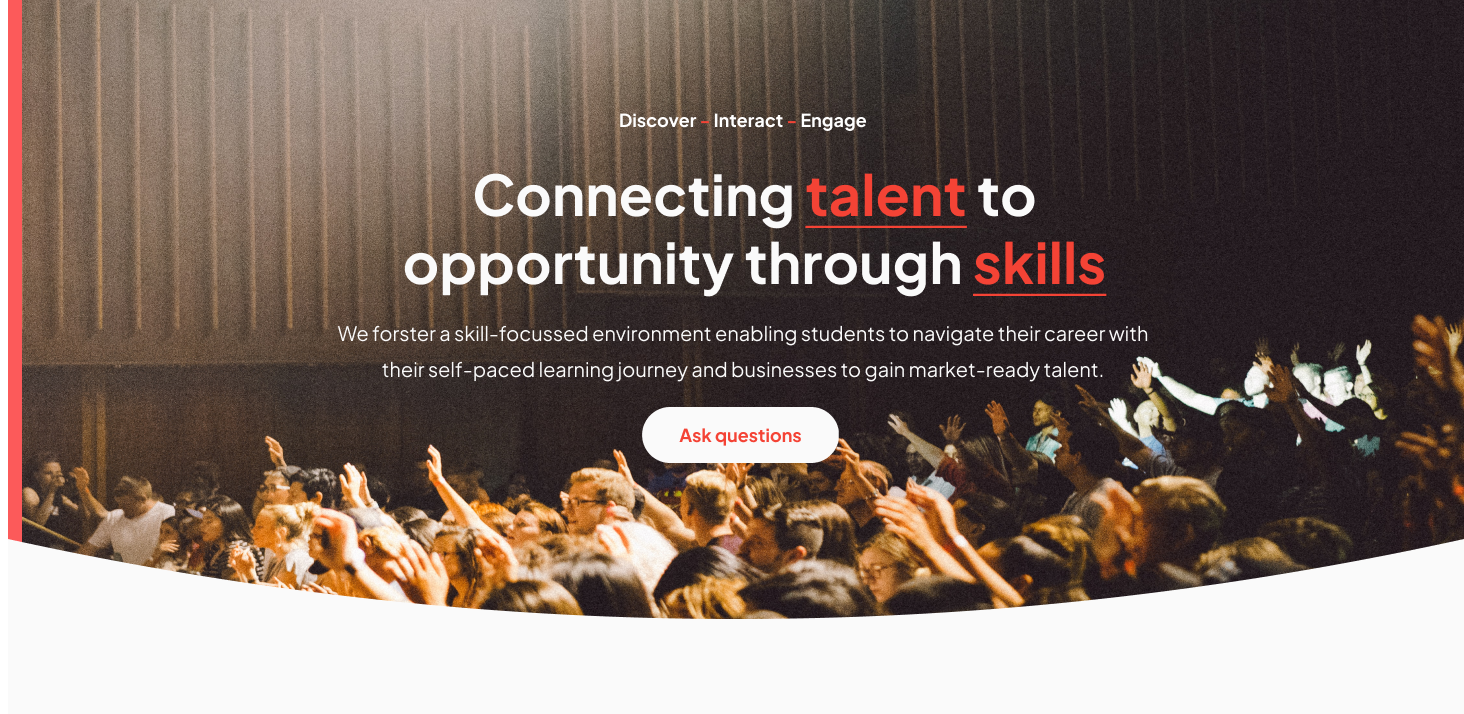 Discover - Interact - Engage
Connecting talent to
opportunity through skills
We forster a skill-focussed environment enabling students to navigate their career with
their self-paced learning journey and businesses to gain market-ready talent.
Ask questions